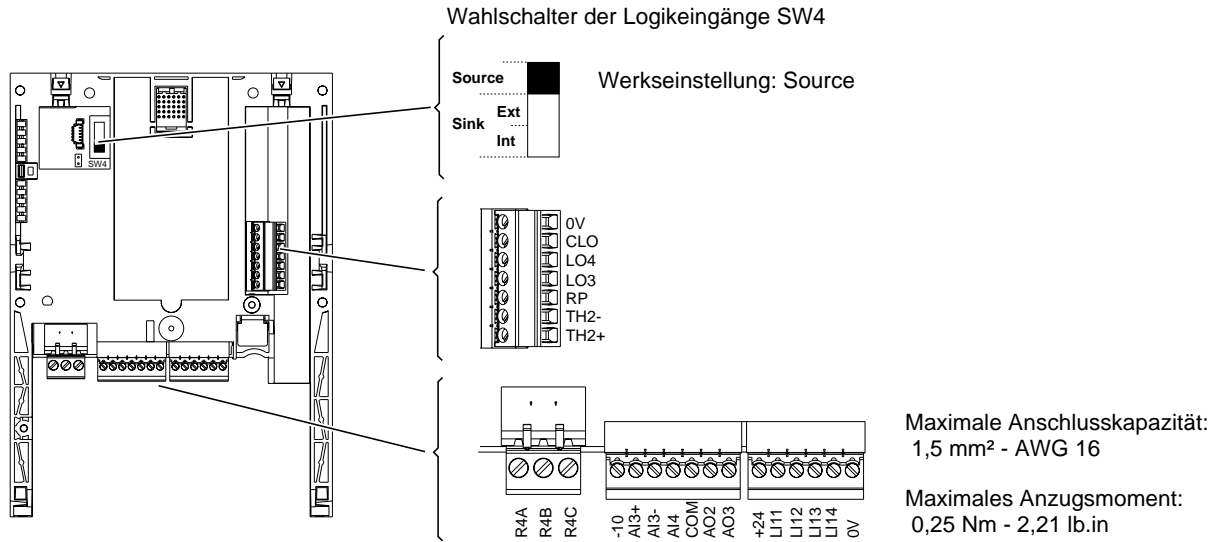 Wahlschalter der Logikeingänge SW4
Source
Werkseinstellung: Source
Sink
Ext
Int
SW4
0V
CLO
LO4
LO3
RP
TH2-
TH2+
Maximale Anschlusskapazität:
1,5 mm² - AWG 16
Maximales Anzugsmoment:
0,25 Nm - 2,21 lb.in
R4A
R4B
R4C
-10
AI3+
AI3-
AI4
COM
AO2
AO3
+24
LI11
LI12
LI13
LI14
0V